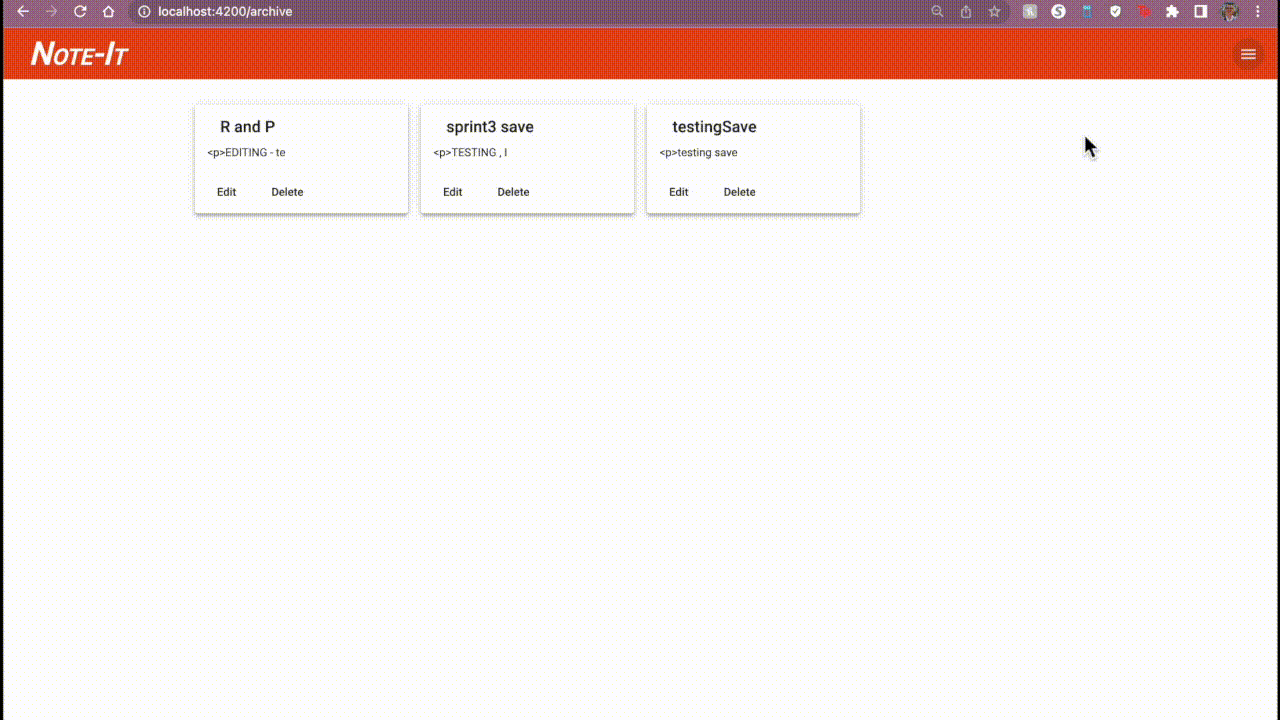 localhost:4200/archive
NOTE-IT
R and P
<p>EDITING - te
Edit Delete
sprint3 save
<p>TESTING , I
Edit Delete
testingSave
<p>testing save
Edit Delete